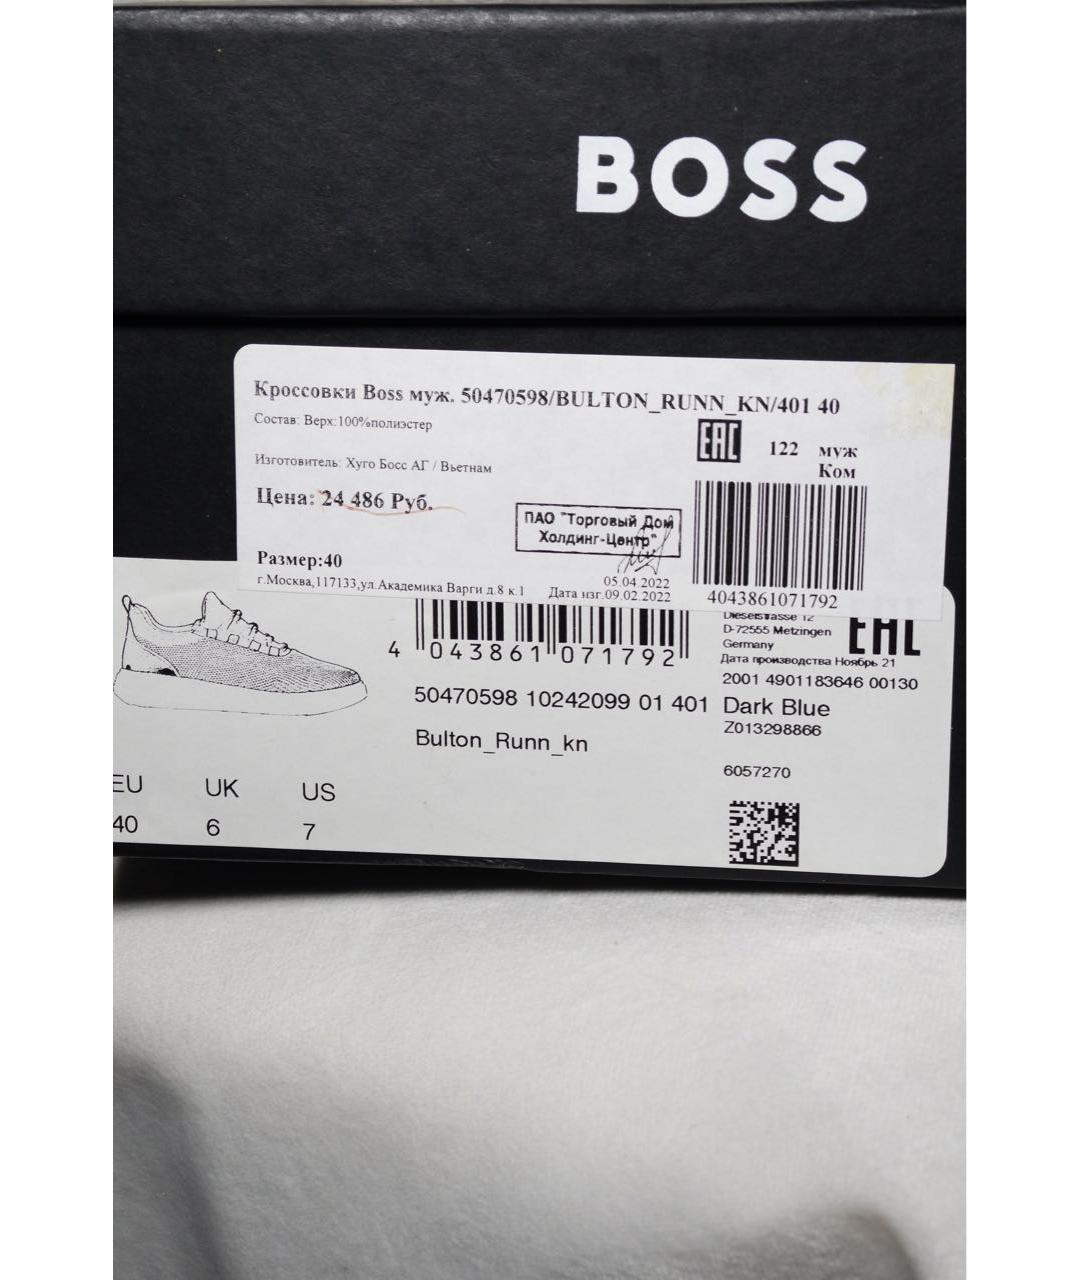 BOSS
Кроссовки Boss муж. 50470598/BULTON_RUNN_KN/401 40
Состав: Верх:100%полиэстер
EAC
122 муж
Ком
Изготовитель: Хуго Босс АГ / Вьетнам
Цена: 24 486 Руб.
ПАО "Торговый Дом
Холдинг-Центр"
Размер:40
05.04.2022
г.Москва,117133,ул.Академика Варги д.8 к.1 Дата изг.09.02.2022
4043861071792
Dieselstrasse 12
D-72555 Metzingen
Germany
EAC
Дата производства Ноябрь 21
4 043861 071792
2001 4901183646 00130
50470598 10242099 01 401
Dark Blue
Z013298866
Bulton_Runn_kn
6057270
EU UK US
40 6 7